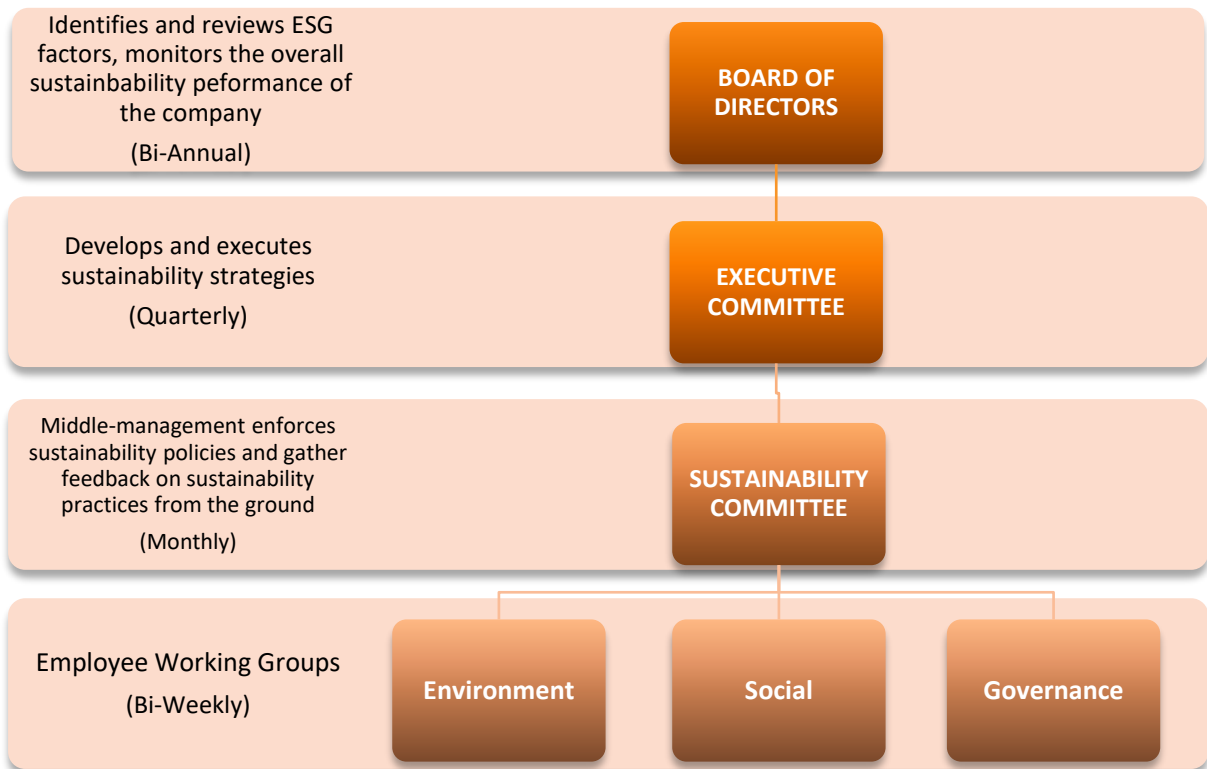 Identifies and reviews ESG
factors, monitors the overall
sustainbability peformance of
the company
(Bi-Annual)
BOARD OF
DIRECTORS
Develops and executes
sustainability strategies
(Quarterly)
EXECUTIVE
COMMITTEE
Middle-management enforces
sustainability policies and gather
feedback on sustainability
practices from the ground
(Monthly)
SUSTAINABILITY
COMMITTEE
Employee Working Groups
(Bi-Weekly)
Environment
Social
Governance